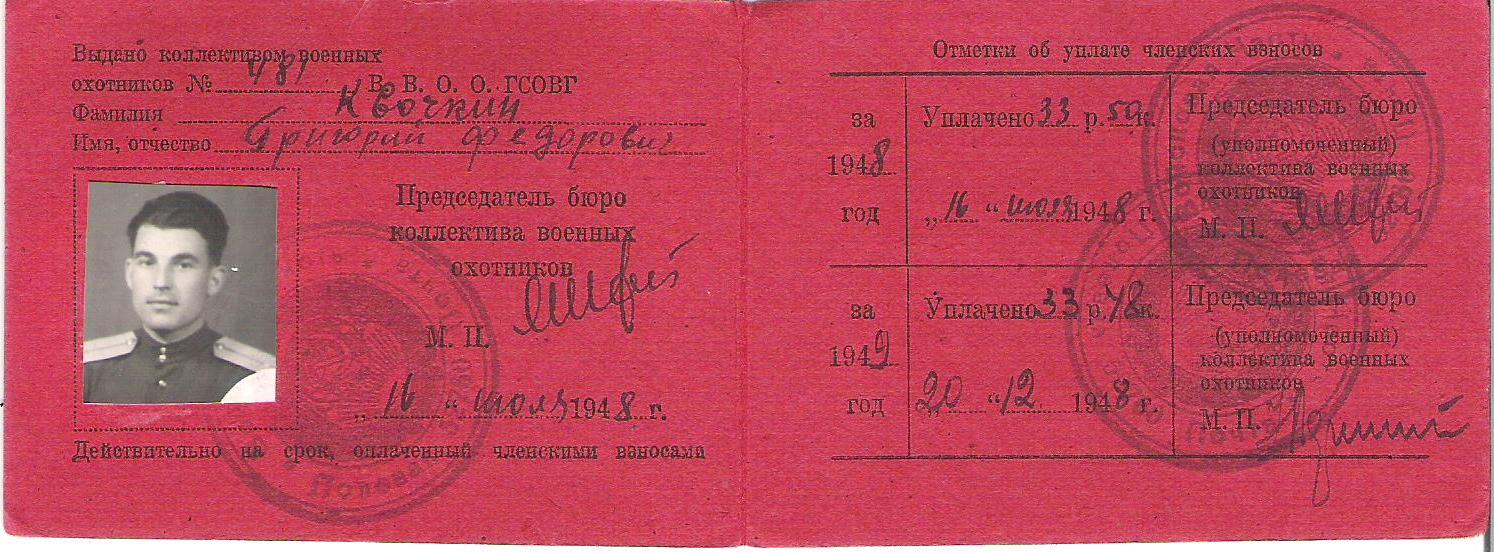 Выдано коллективом военных
охотников № 481 В. В. О. О. ГСОВГ
Фамилия Квочкин
Имя, отчество Григорий Федорович
Председатель бюро
коллектива военных
охотников
М. П.
„ 16 “ июля 1948 г.
Действительно на срок, оплаченный членскими взносами
Отметки об уплате членских взносов
за
1948
год
Уплачено 33 р. 50 к.
„ 16 “ июля 1948 г.
Председатель бюро
(уполномоченный)
коллектива военных
охотников
М. П.
за
1949
год
Уплачено 33 р. 48 к.
20 “ 12 1948 г.
Председатель бюро
(уполномоченный)
коллектива военных
охотников
М. П.